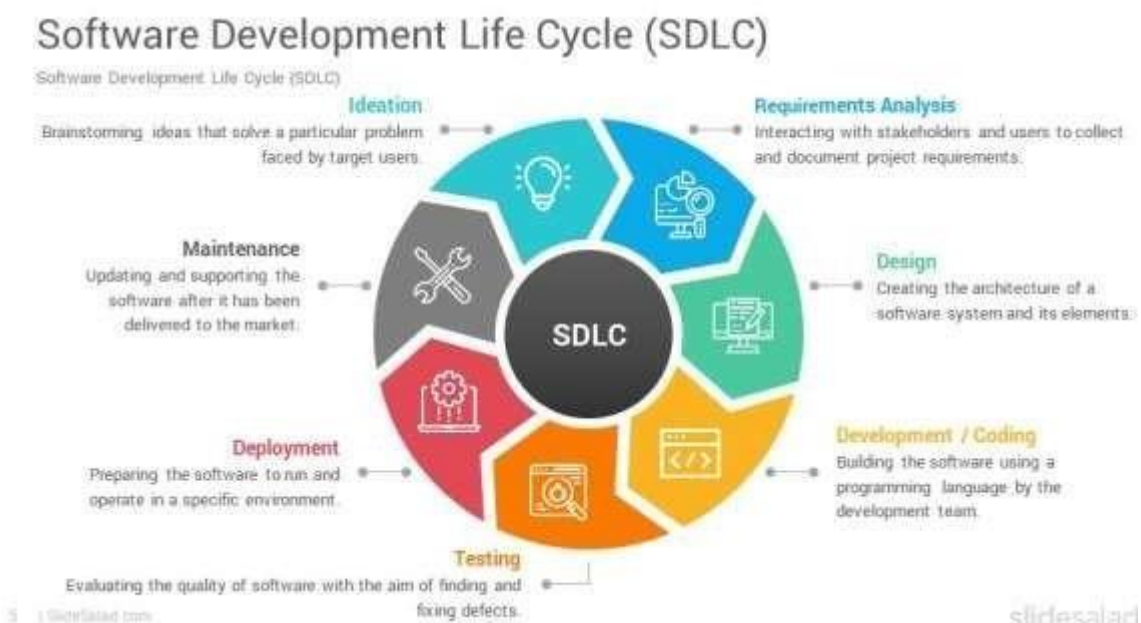 Software Development Life Cycle (SDLC)
Software Development Life Cycle (SDLC)
Ideation
Brainstorming ideas that solve a particular problem
faced by target users.
Requirements Analysis
Interacting with stakeholders and users to collect
and document project requirements.
Maintenance
Updating and supporting the
software after it has been
delivered to the market.
Design
Creating the architecture of a
software system and its elements.
SDLC
Deployment
Preparing the software to run and
operate in a specific environment.
Development / Coding
Building the software using a
programming language by the
development team.
</>
Testing
Evaluating the quality of software with the aim of finding and
fixing defects.
5 | SlideSalad.com
slidesalad